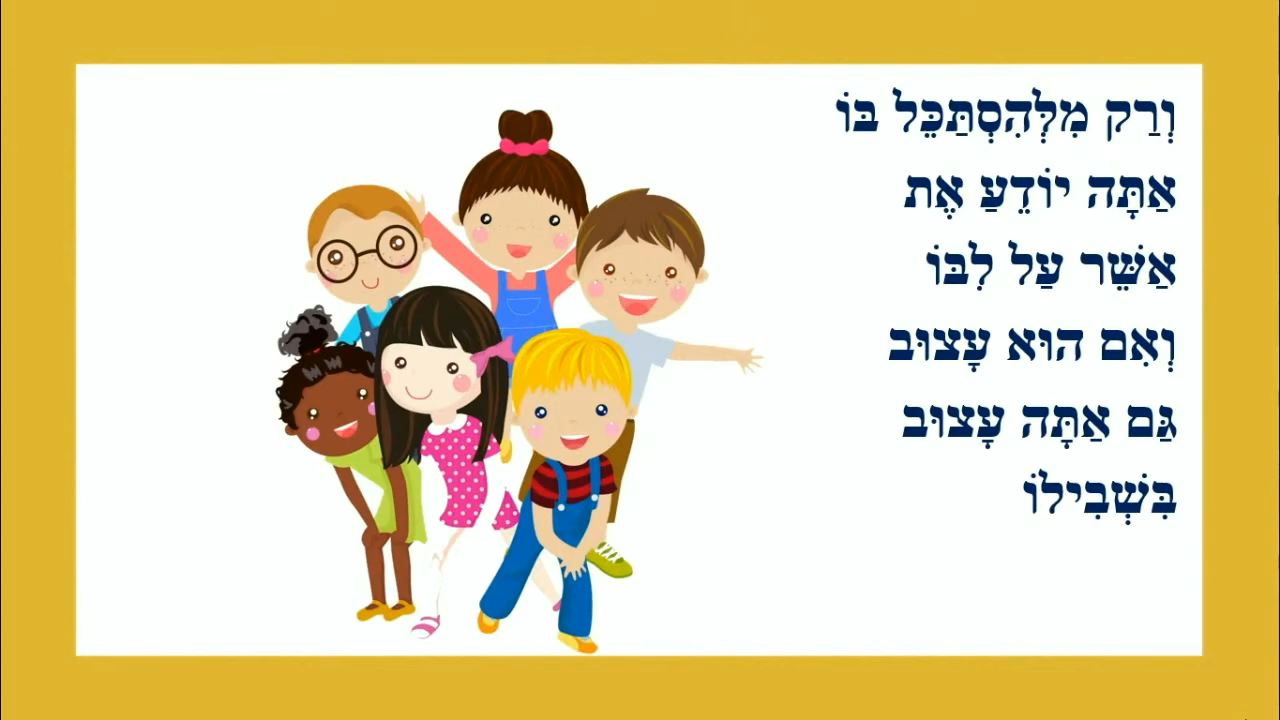 וְרַק מִלְּהִסְתַּכֵּל בּוֹ
אַתָּה יוֹדֵעַ אֶת
אַשֵּׁר עַל לִבּוֹ
וְאִם הוּא עָצוּב
גַּם אַתָּה עָצוּב
בִּשְׁבִילוֹ